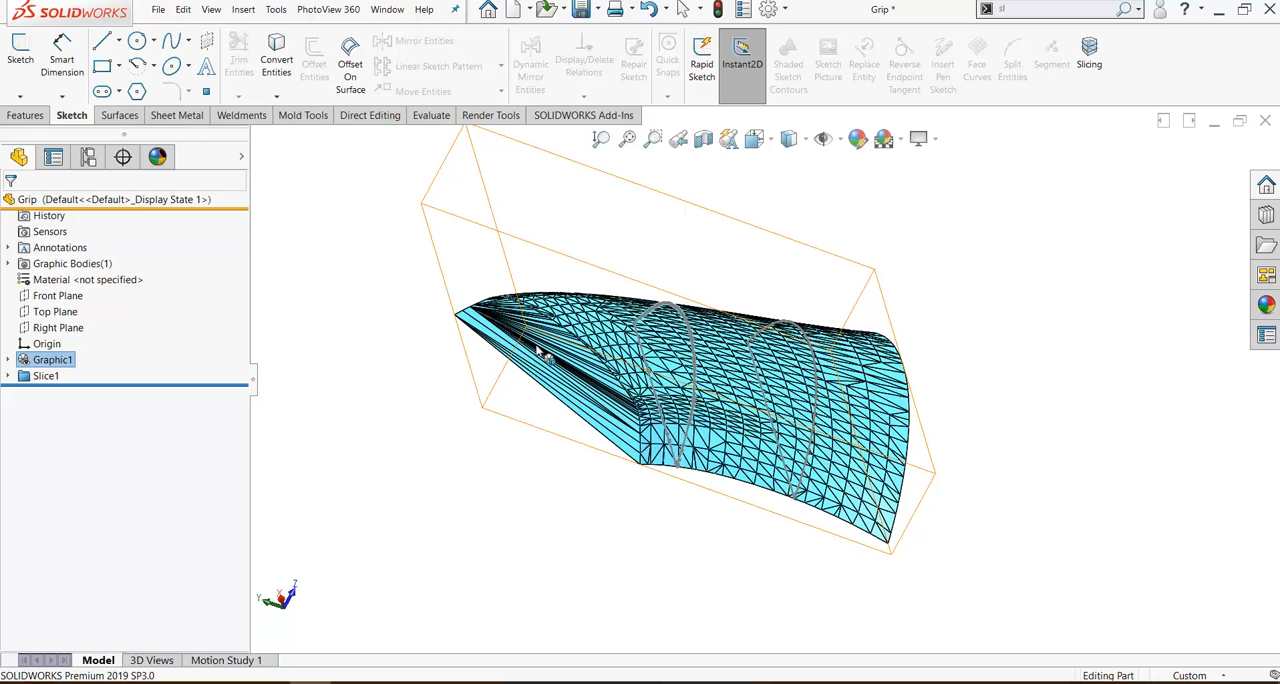 SOLIDWORKS File Edit View Insert Tools PhotoView 360 Window Help Grip * sl
Sketch Smart Dimension Trim Entities Convert Entities Offset Entities Offset On Surface Mirror Entities Linear Sketch Pattern Move Entities Dynamic Mirror Entities Display/Delete Relations Repair Sketch Quick Snaps Rapid Sketch Instant2D Shaded Sketch Contours Sketch Picture Replace Entity Reverse Endpoint Tangent Insert Pen Sketch Face Curves Split Entities Segment Slicing
Features Sketch Surfaces Sheet Metal Weldments Mold Tools Direct Editing Evaluate Render Tools SOLIDWORKS Add-Ins
Grip (Default<<Default>_Display State 1>)
History
Sensors
Annotations
Graphic Bodies(1)
Material <not specified>
Front Plane
Top Plane
Right Plane
Origin
Graphic1
Slice1
Z
X
Y
Model 3D Views Motion Study 1
SOLIDWORKS Premium 2019 SP3.0 Editing Part Custom